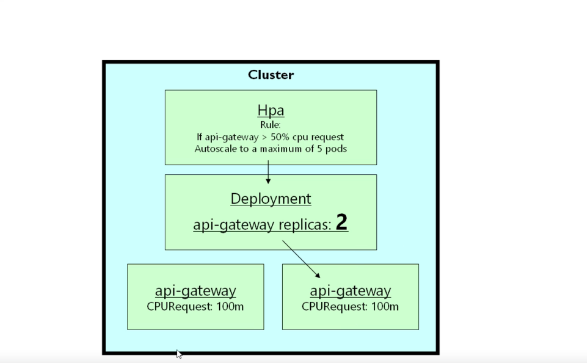 Cluster
Hpa
Rule:
If api-gateway > 50% cpu request
Autoscale to a maximum of 5 pods
Deployment
api-gateway replicas: 2
api-gateway
CPURequest: 100m
api-gateway
CPURequest: 100m